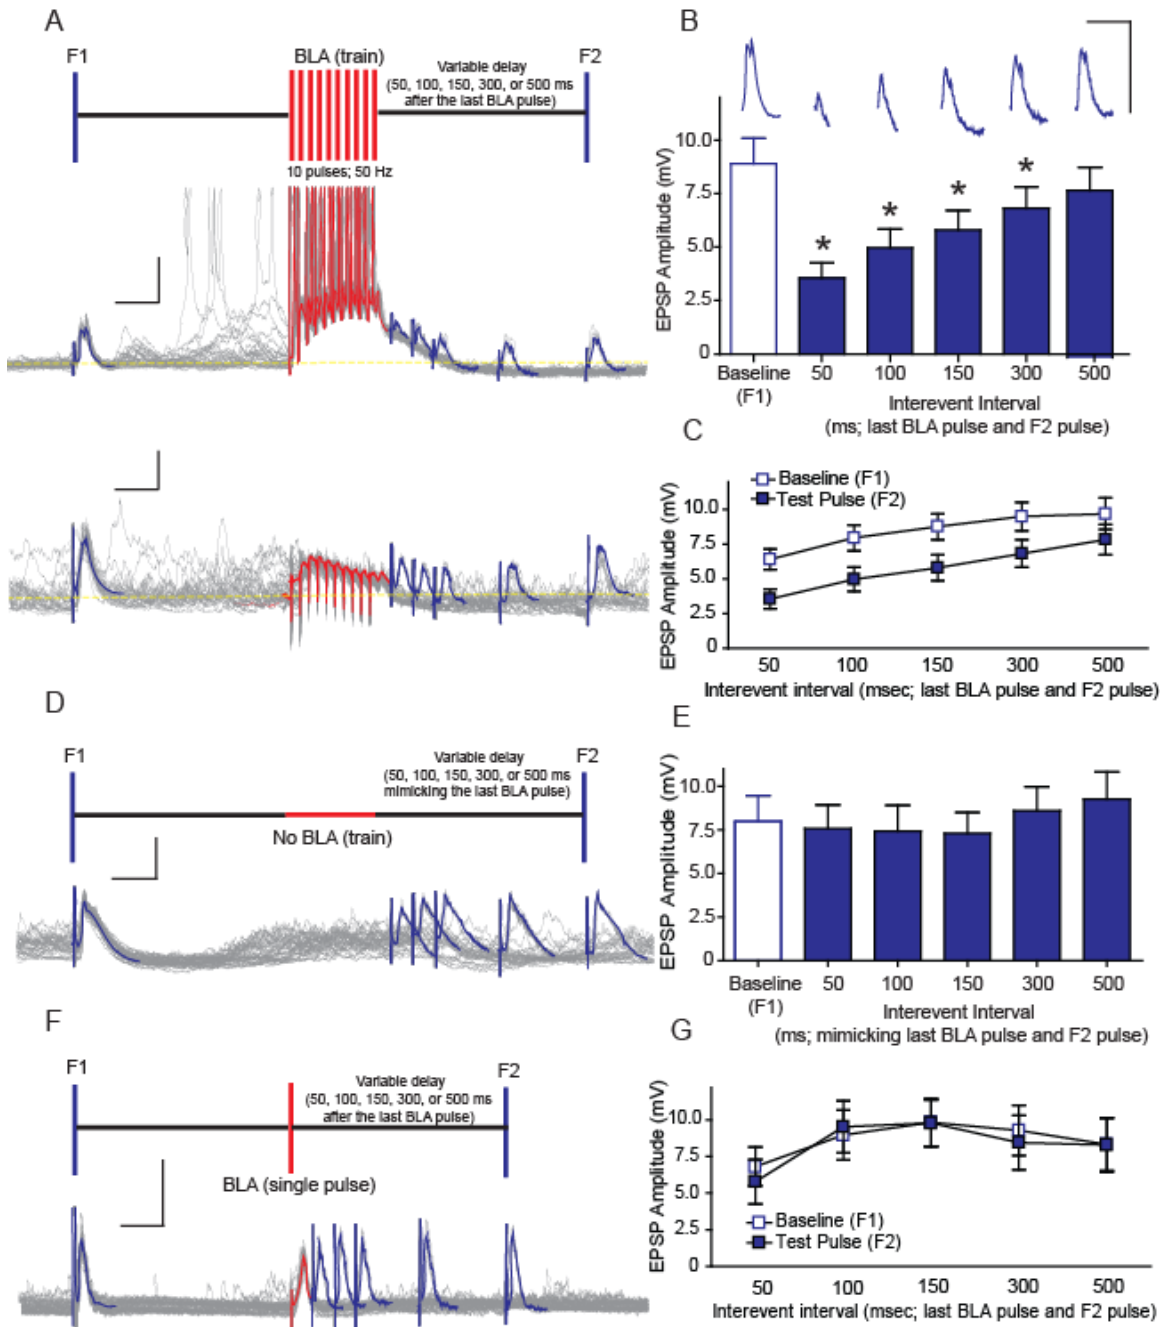 A
F1
BLA (train)
Variable delay
(50, 100, 150, 300, or 500 ms
after the last BLA pulse)
F2
10 pulses; 50 Hz
B
EPSP Amplitude (mV)
10.0
7.5
5.0
2.5
0
* * * *
Baseline
(F1)
50 100 150 300 500
Interevent Interval
(ms; last BLA pulse and F2 pulse)
C
Baseline (F1)
Test Pulse (F2)
EPSP Amplitude (mV)
10.0
7.5
5.0
2.5
0
50 100 150 300 500
Interevent interval (msec; last BLA pulse and F2 pulse)
D
F1
Variable delay
(50, 100, 150, 300, or 500 ms
mimicking the last BLA pulse)
F2
No BLA (train)
E
EPSP Amplitude (mV)
10.0
7.5
5.0
2.5
0
Baseline
(F1)
50 100 150 300 500
Interevent Interval
(ms; mimicking last BLA pulse and F2 pulse)
F
F1
Variable delay
(50, 100, 150, 300, or 500 ms
after the last BLA pulse)
F2
BLA (single pulse)
G
EPSP Amplitude (mV)
10.0
7.5
5.0
2.5
0
Baseline (F1)
Test Pulse (F2)
50 100 150 300 500
Interevent interval (msec; last BLA pulse and F2 pulse)